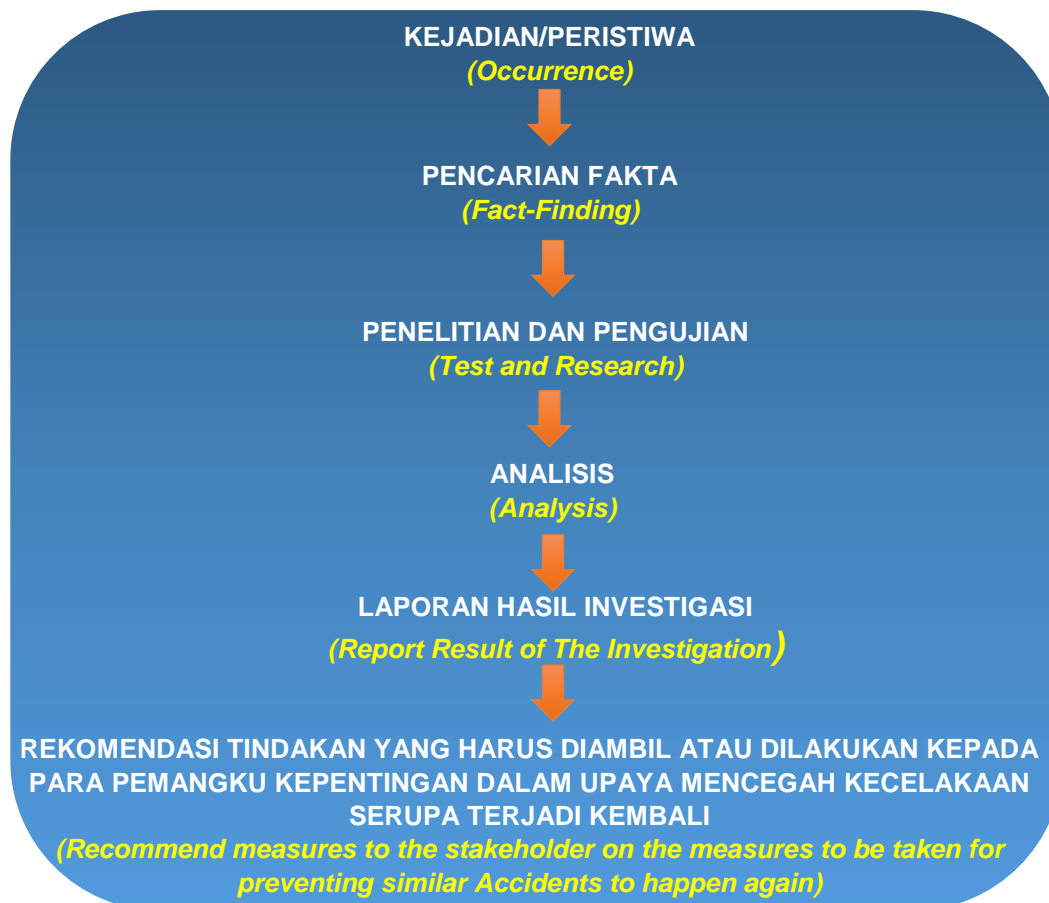 KEJADIAN/PERISTIWA
(Occurrence)
PENCARIAN FAKTA
(Fact-Finding)
PENELITIAN DAN PENGUJIAN
(Test and Research)
ANALISIS
(Analysis)
LAPORAN HASIL INVESTIGASI
(Report Result of The Investigation)
REKOMENDASI TINDAKAN YANG HARUS DIAMBIL ATAU DILAKUKAN KEPADA
PARA PEMANGKU KEPENTINGAN DALAM UPAYA MENCEGAH KECELAKAAN
SERUPA TERJADI KEMBALI
(Recommend measures to the stakeholder on the measures to be taken for
preventing similar Accidents to happen again)